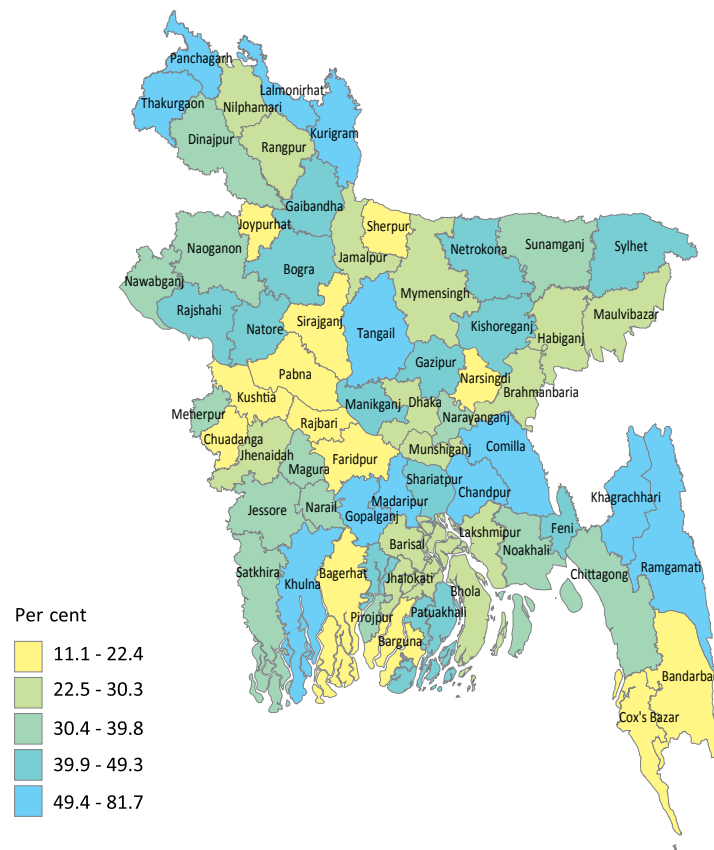 Panchagarh
Lalmonirhat
Thakurgaon
Nilphamari
Kurigram
Dinajpur
Rangpur
Gaibandha
Joypurhat
Sherpur
Naoganon
Netrokona
Sunamganj
Sylhet
Jamalpur
Bogra
Nawabganj
Mymensingh
Rajshahi
Sirajganj
Maulvibazar
Natore
Tangail
Kishoreganj
Habiganj
Gazipur
Pabna
Narsingdi
Brahmanbaria
Kushtia
Manikganj
Dhaka
Meherpur
Narayanganj
Rajbari
Chuadanga
Comilla
Jhenaidah
Munshiganj
Faridpur
Magura
Shariatpur
Chandpur
Khagrachhari
Madaripur
Jessore
Narail
Gopalganj
Feni
Lakshmipur
Barisal
Noakhali
Ramgamati
Satkhira
Khulna
Bagerhat
Jhalokati
Chittagong
Bhola
Patuakhali
Pirojpur
Barguna
Bandarba
Cox's Bazar
Per cent
11.1 - 22.4
22.5 - 30.3
30.4 - 39.8
39.9 - 49.3
49.4 - 81.7